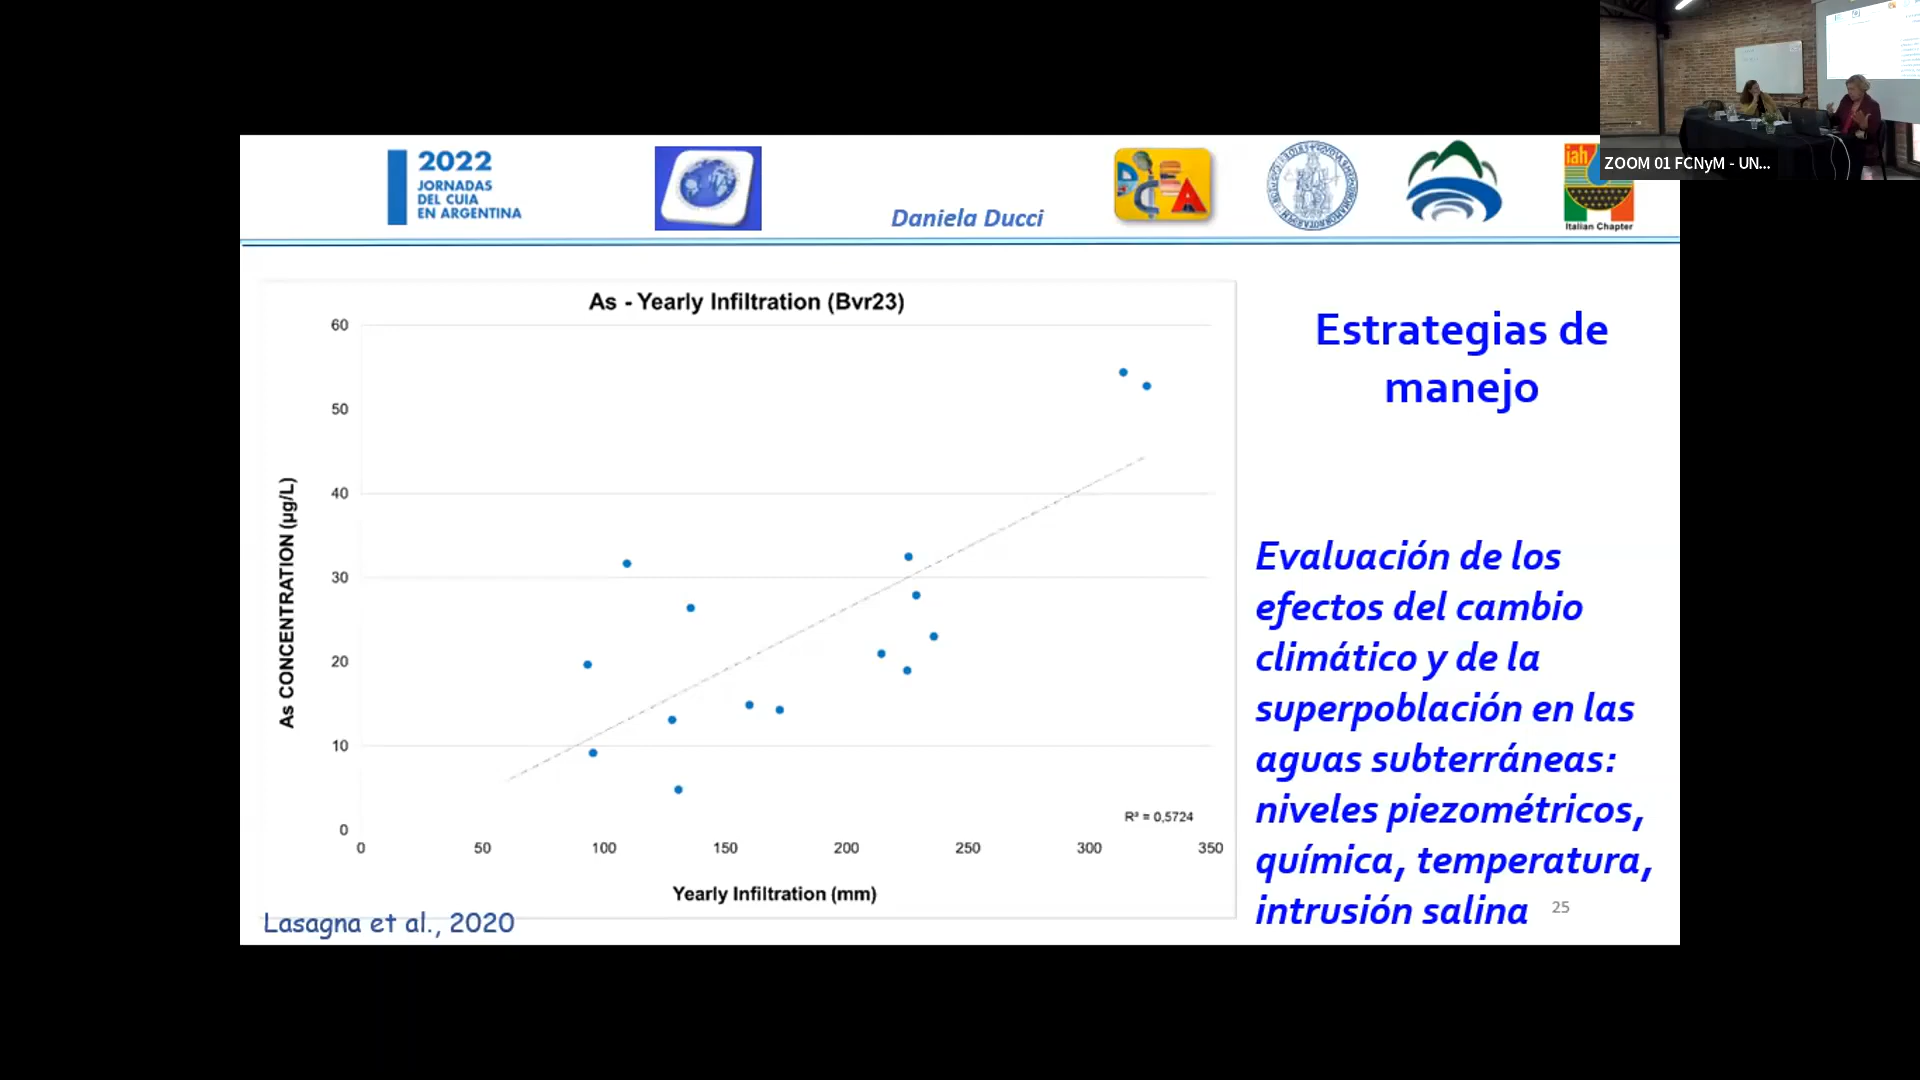 2022
JORNADAS
DEL CUIA
EN ARGENTINA
Daniela Ducci
iah
Italian Chapter
ZOOM 01 FCNyM - UN...
As - Yearly Infiltration (Bvr23)
60
50
40
30
20
10
0
As CONCENTRATION (µg/L)
R² = 0,5724
0 50 100 150 200 250 300 350
Yearly Infiltration (mm)
Lasagna et al., 2020
Estrategias de
manejo
Evaluación de los
efectos del cambio
climático y de la
superpoblación en las
aguas subterráneas:
niveles piezométricos,
química, temperatura,
intrusión salina
25